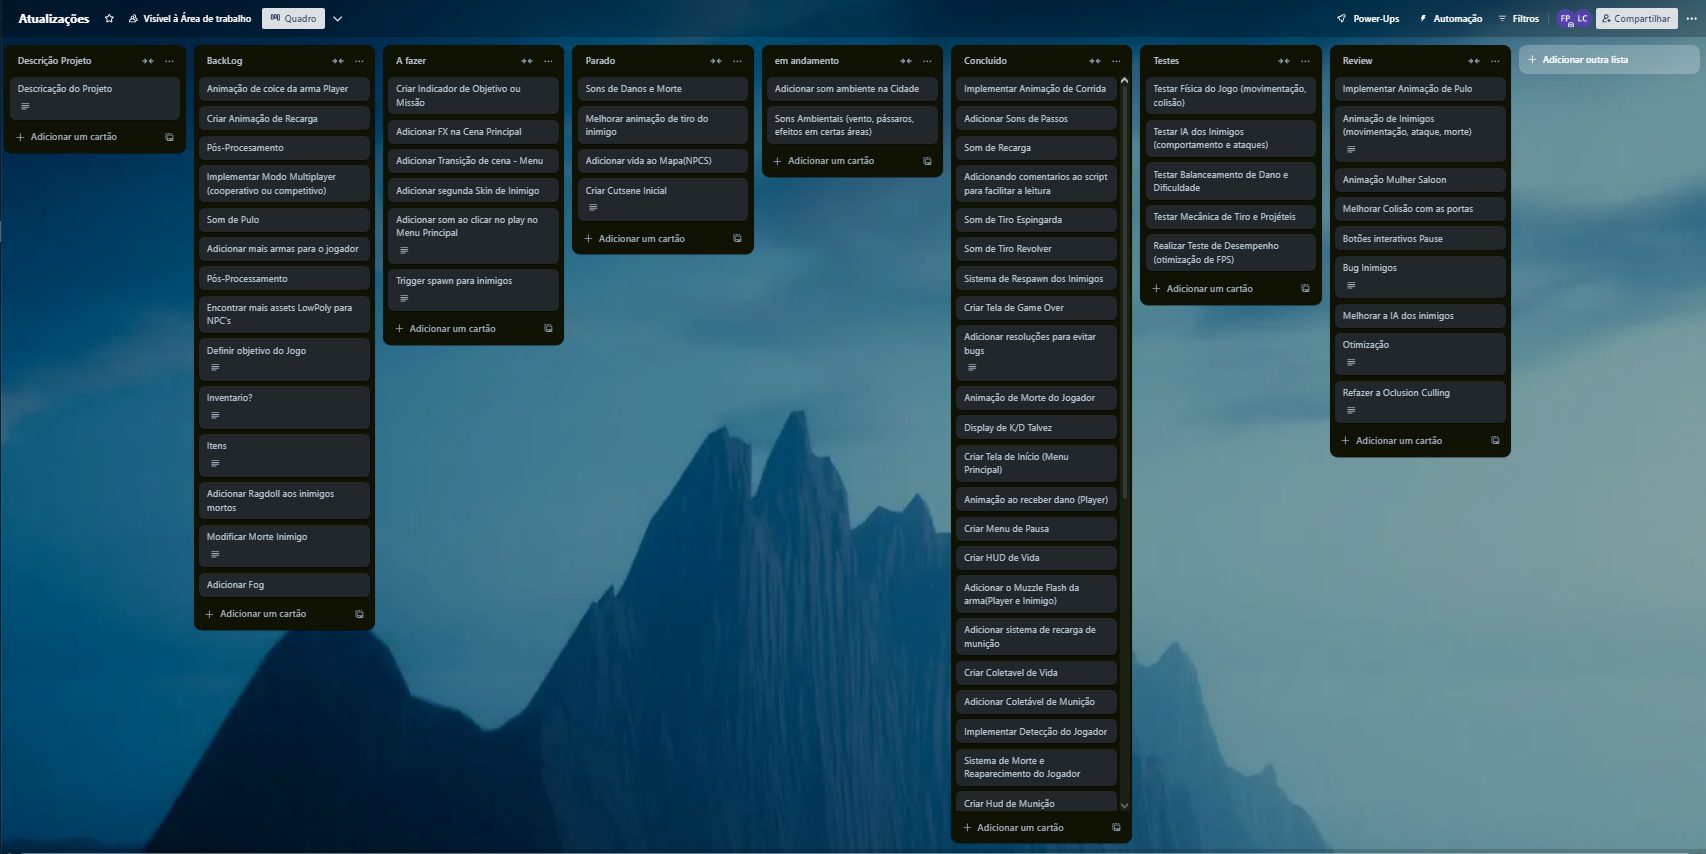 Atualizações
Visível à Área de trabalho
Quadro
Power-Ups
Automação
Filtros
FP
LC
Compartilhar
Descrição Projeto
Descricação do Projeto
Adicionar um cartão
BackLog
Animação de coice da arma Player
Criar Animação de Recarga
Pós-Procesamento
Implementar Modo Multiplayer
(cooperativo ou competitivo)
Som de Pulo
Adicionar mais armas para o jogador
Pós-Processamento
Encontrar mais assets LowPoly para
NPC's
Definir objetivo do Jogo
Inventario?
Itens
Adicionar Ragdoll aos inimigos
mortos
Modificar Morte Inimigo
Adicionar Fog
Adicionar um cartão
A fazer
Criar Indicador de Objetivo ou
Missão
Adicionar FX na Cena Principal
Adicionar Transição de cena - Menu
Adicionar segunda Skin de Inimigo
Adicionar som ao clicar no play no
Menu Principal
Trigger spawn para inimigos
Adicionar um cartão
Parado
Sons de Danos e Morte
Melhorar animação de tiro do
inimigo
Adicionar vida ao Mapa(NPCS)
Criar Cutsene Inicial
Adicionar um cartão
em andamento
Adicionar som ambiente na Cidade
Sons Ambientais (vento, pássaros,
efeitos em certas áreas)
Adicionar um cartão
Concluido
Implementar Animação de Corrida
Adicionar Sons de Passos
Som de Recarga
Adicionando comentarios ao script
para facilitar a leitura
Som de Tiro Espingarda
Som de Tiro Revolver
Sistema de Respawn dos Inimigos
Criar Tela de Game Over
Adicionar resoluções para evitar
bugs
Animação de Morte do Jogador
Display de K/D Talvez
Criar Tela de Início (Menu
Principal)
Animação ao receber dano (Player)
Criar Menu de Pausa
Criar HUD de Vida
Adicionar o Muzzle Flash da
arma(Player e Inimigo)
Adicionar sistema de recarga de
munição
Criar Coletavel de Vida
Adicionar Coletável de Munição
Implementar Detecção do Jogador
Sistema de Morte e
Reaparecimento do Jogador
Criar Hud de Munição
Adicionar um cartão
Testes
Testar Física do Jogo (movimentação,
colisão)
Testar IA dos Inimigos
(comportamento e ataques)
Testar Balanceamento de Dano e
Dificuldade
Testar Mecânica de Tiro e Projéteis
Realizar Teste de Desempenho
(otimização de FPS)
Adicionar um cartão
Review
Implementar Animação de Pulo
Animação de Inimigos
(movimentação, ataque, morte)
Animação Mulher Saloon
Melhorar Colisão com as portas
Botões interativos Pause
Bug Inimigos
Melhorar a IA dos inimigos
Otimização
Refazer a Oclusion Culling
Adicionar um cartão
Adicionar outra lista